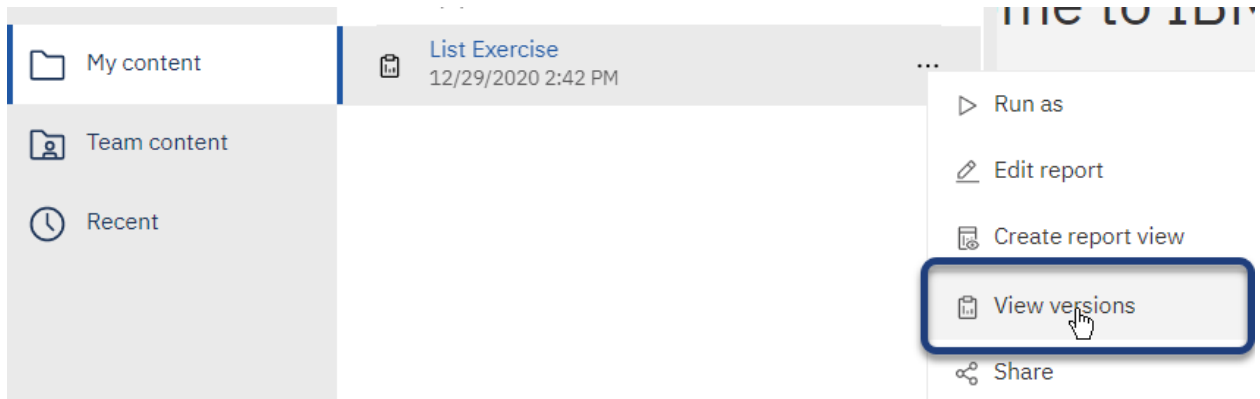 My content
Team content
Recent
List Exercise
12/29/2020 2:42 PM
...
Run as
Edit report
Create report view
View versions
Share